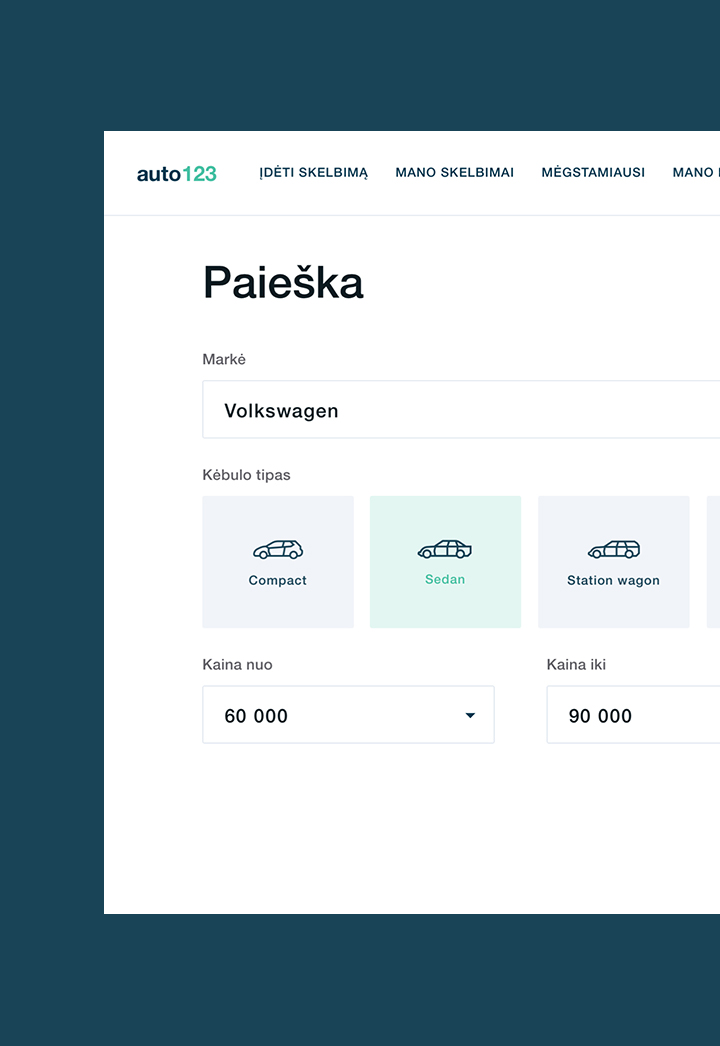 auto123 ĮDĖTI SKELBIMĄ MANO SKELBIMAI MĖGSTAMIAUSI MANO
Paieška
Markė
Volkswagen
Kėbulo tipas
Compact Sedan Station wagon
Kaina nuo Kaina iki
60 000 90 000